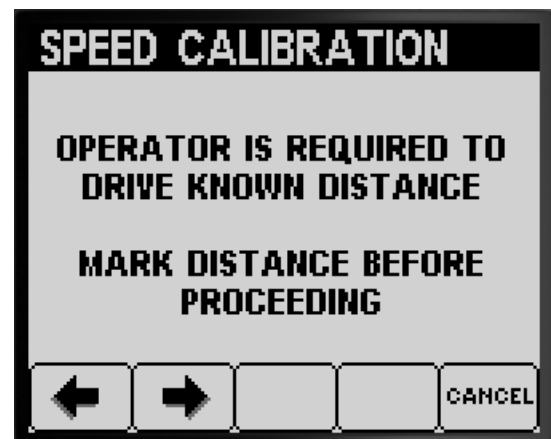 SPEED CALIBRATION
OPERATOR IS REQUIRED TO
DRIVE KNOWN DISTANCE
MARK DISTANCE BEFORE
PROCEEDING
CANCEL